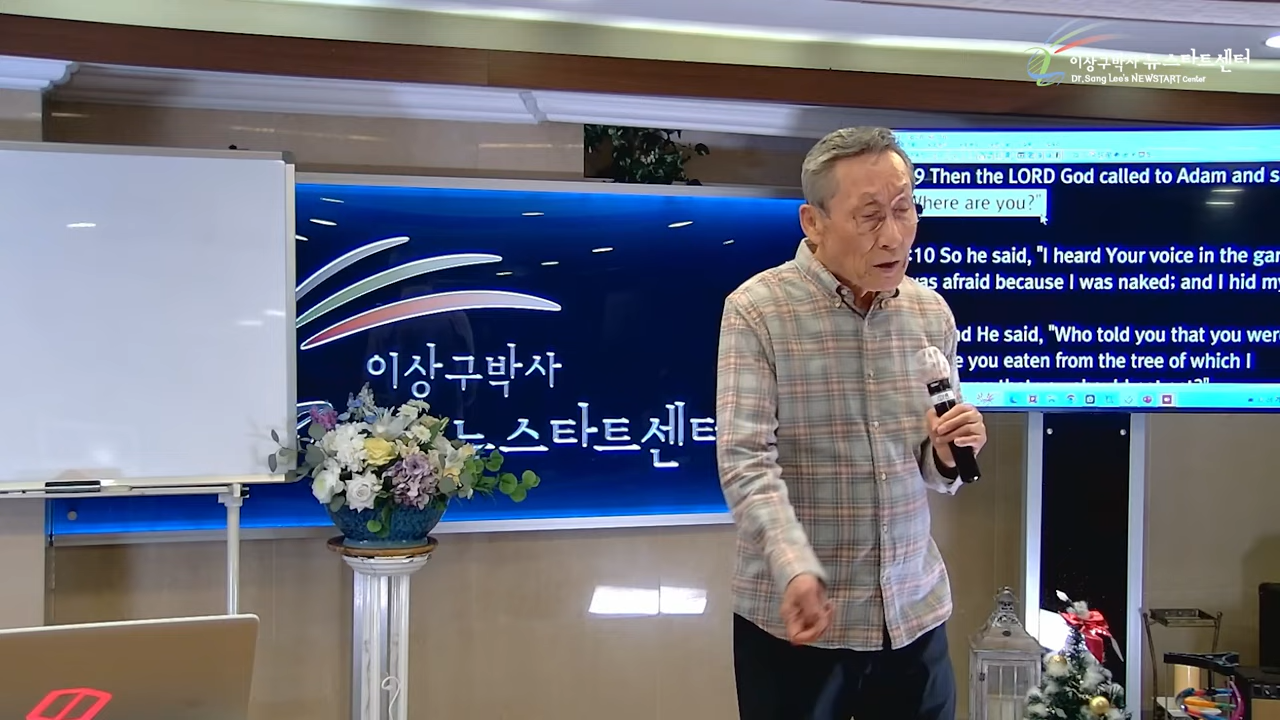 이상구박사 뉴스타트센터
Dr. Sang Lee's NEWSTART Center
이상구박사
뉴스타트센터
9 Then the LORD God called to Adam and s
Where are you?"
:10 So he said, "I heard Your voice in the gar
was afraid because I was naked; and I hid my
nd He said, "Who told you that you were
e you eaten from the tree of which I